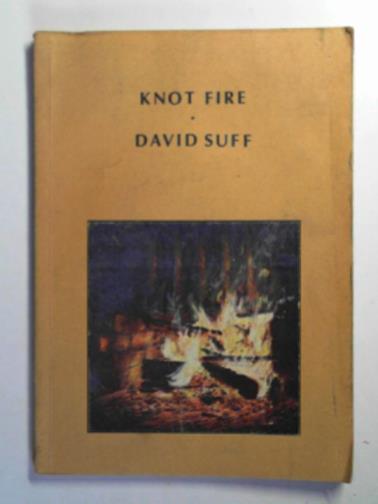 KNOT FIRE
·
DAVID SUFF